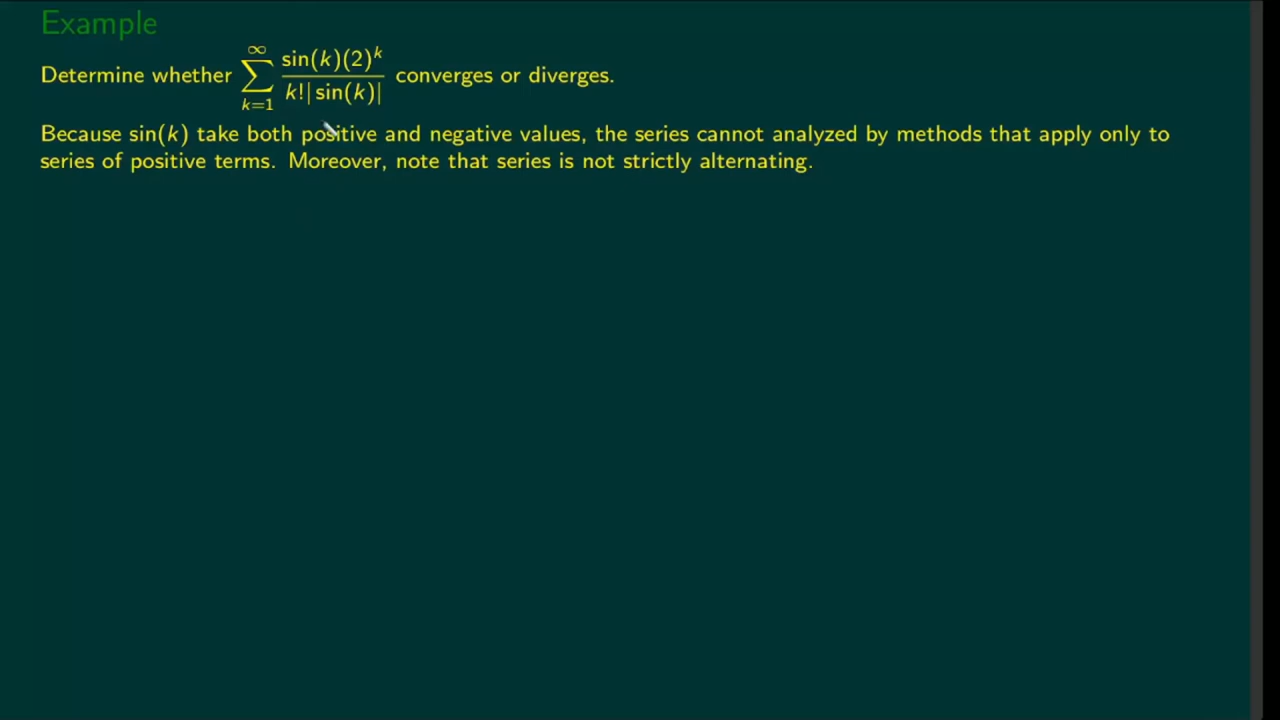 Example
Determine whether $\sum_{k=1}^{\infty} \frac{\sin(k)(2)^k}{k!|\sin(k)|}$ converges or diverges.
Because sin(k) take both positive and negative values, the series cannot analyzed by methods that apply only to
series of positive terms. Moreover, note that series is not strictly alternating.